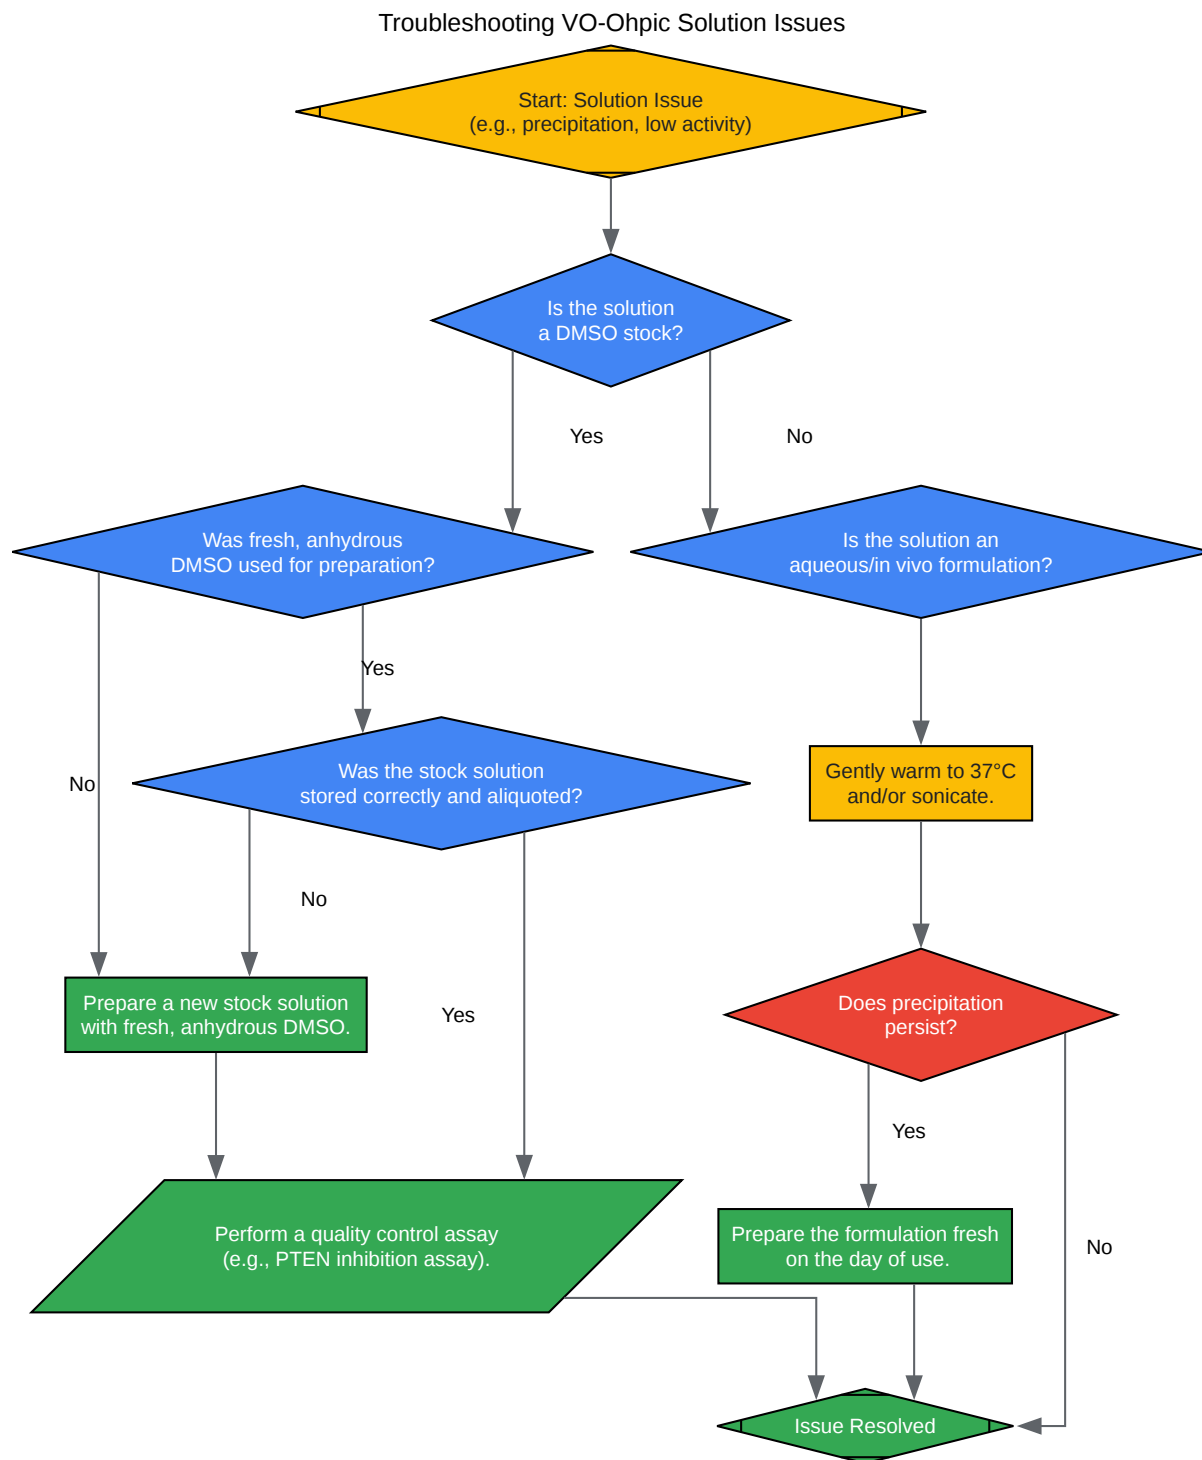 Troubleshooting VO-Ohpic Solution Issues
Start: Solution Issue
(e.g., precipitation, low activity)
Is the solution
a DMSO stock?
Yes
No
Was fresh, anhydrous
DMSO used for preparation?
Is the solution an
aqueous/in vivo formulation?
Yes
No
Was the stock solution
stored correctly and aliquoted?
Gently warm to 37°C
and/or sonicate.
No
Yes
Prepare a new stock solution
with fresh, anhydrous DMSO.
Does precipitation
persist?
Yes
No
Perform a quality control assay
(e.g., PTEN inhibition assay).
Prepare the formulation fresh
on the day of use.
Issue Resolved